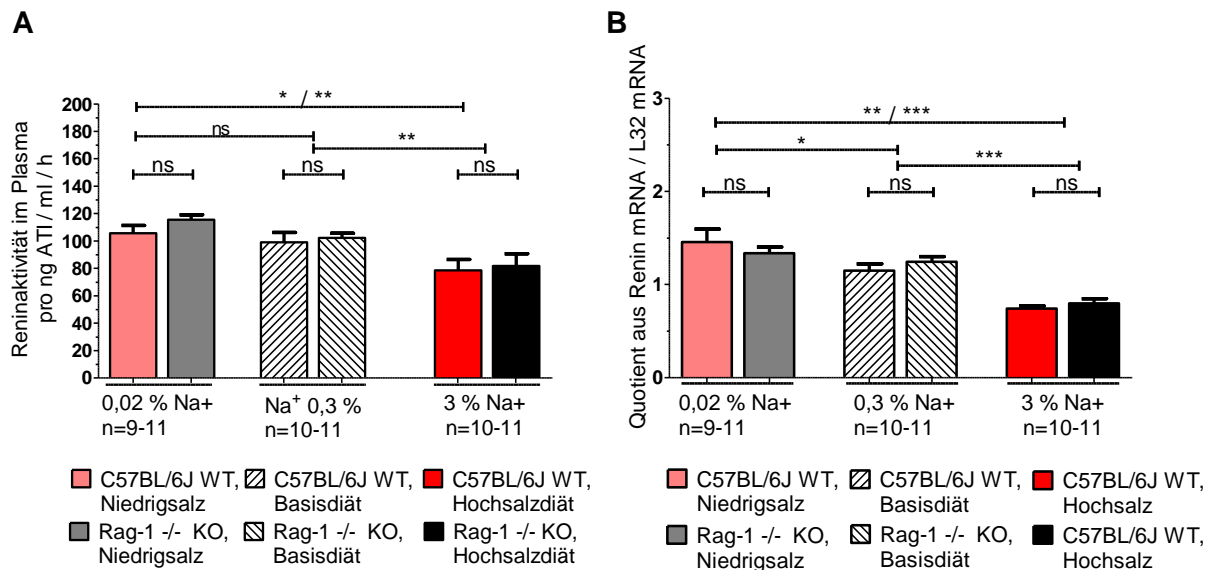 A
Reninaktivität im Plasma
pro ng ATI / ml / h
200
180
160
140
120
100
80
60
40
20
0
* / **
ns
**
ns
ns
ns
0,02 % Na+
n=9-11
Na+ 0,3 %
n=10-11
3 % Na+
n=10-11
C57BL/6J WT,
Niedrigsalz
C57BL/6J WT,
Basisdiät
C57BL/6J WT,
Hochsalzdiät
Rag-1 -/- KO,
Niedrigsalz
Rag-1 -/- KO,
Basisdiät
Rag-1 -/- KO,
Hochsalzdiät
B
Quotient aus Renin mRNA / L32 mRNA
3
2
1
0
** / ***
*
***
ns
ns
ns
0,02 % Na+
n=9-11
0,3 % Na+
n=10-11
3 % Na+
n=10-11
C57BL/6J WT,
Niedrigsalz
C57BL/6J WT,
Basisdiät
C57BL/6J WT,
Hochsalz
Rag-1 -/- KO,
Niedrigsalz
Rag-1 -/- KO,
Basisdiät
C57BL/6J WT,
Hochsalz